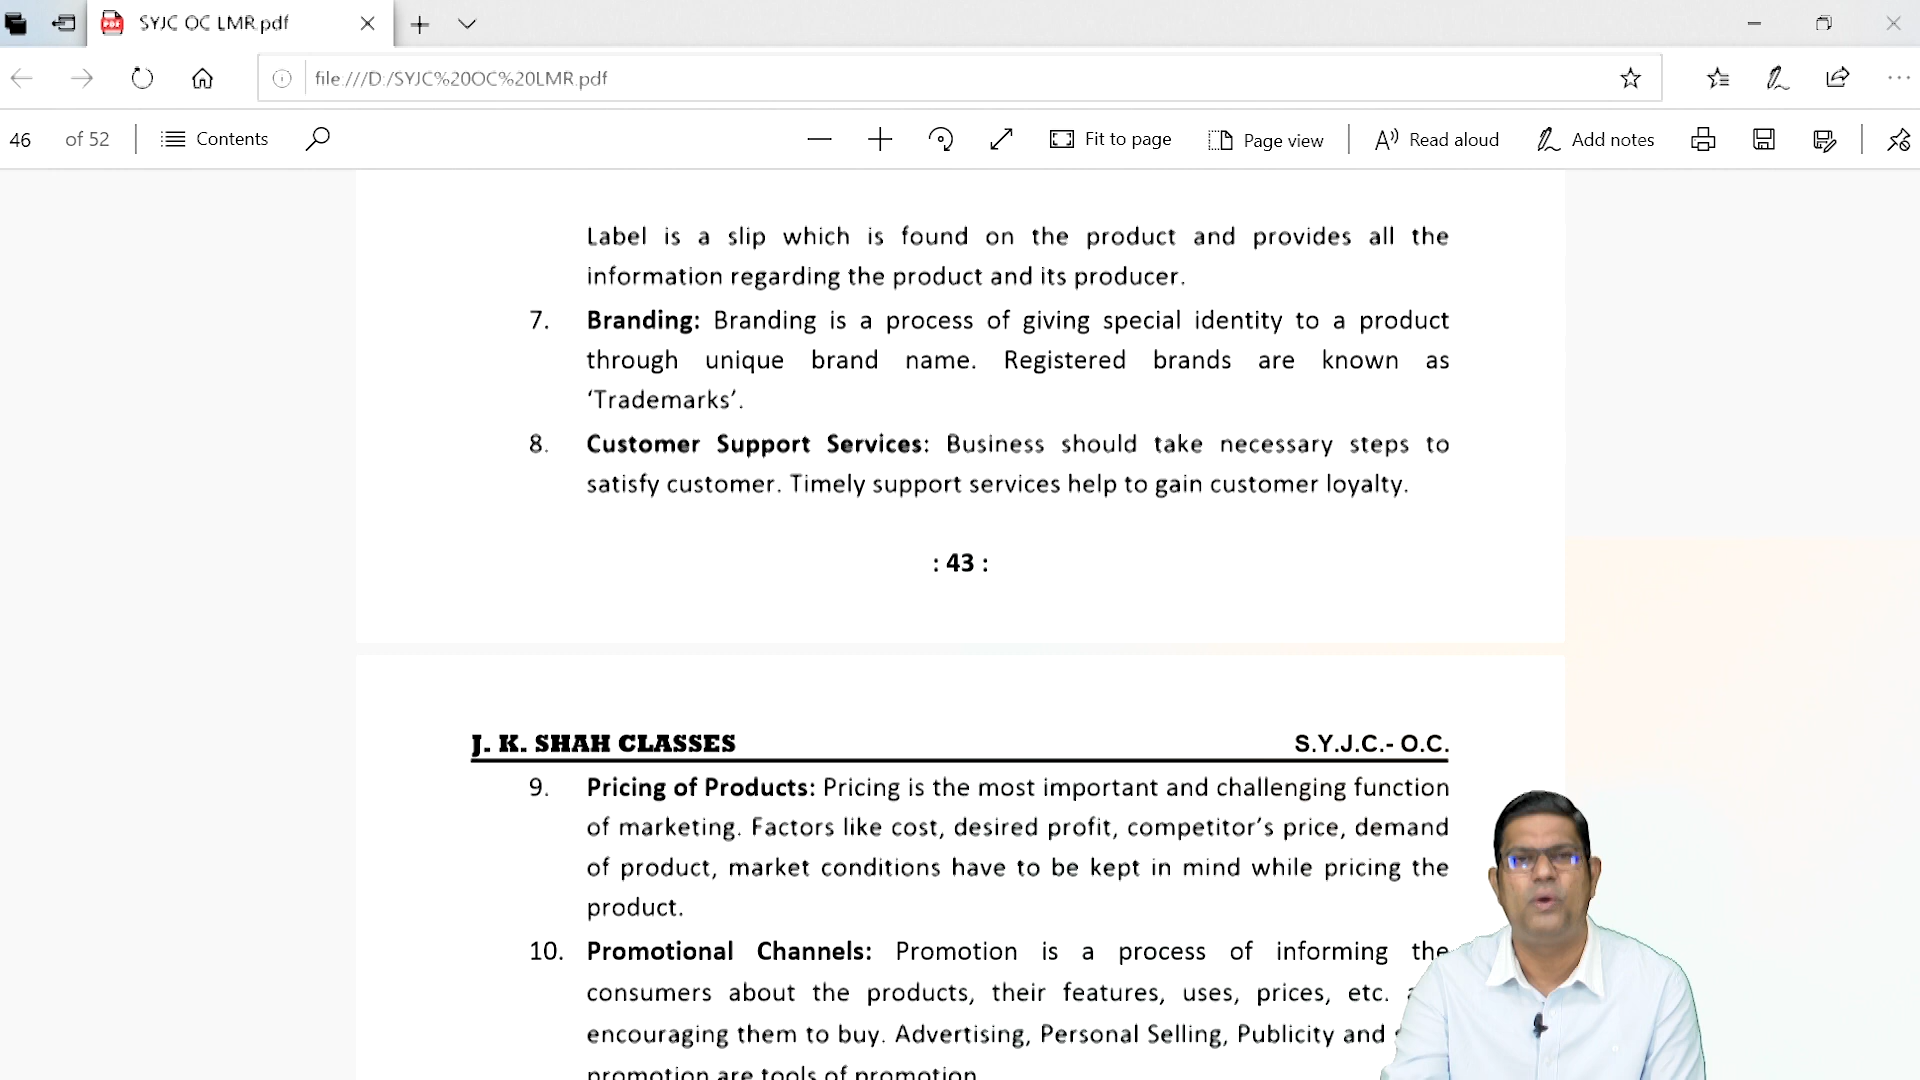 SYJC OC LMR.pdf
file:///D:/SYJC%20OC%20LMR.pdf
46 of 52 Contents Fit to page Page view Read aloud Add notes
Label is a slip which is found on the product and provides all the
information regarding the product and its producer.
7. Branding: Branding is a process of giving special identity to a product
through unique brand name. Registered brands are known as
‘Trademarks’.
8. Customer Support Services: Business should take necessary steps to
satisfy customer. Timely support services help to gain customer loyalty.
: 43 :
J. K. SHAH CLASSES S.Y.J.C.- O.C.
9. Pricing of Products: Pricing is the most important and challenging function
of marketing. Factors like cost, desired profit, competitor’s price, demand
of product, market conditions have to be kept in mind while pricing the
product.
10. Promotional Channels: Promotion is a process of informing the
consumers about the products, their features, uses, prices, etc.
encouraging them to buy. Advertising, Personal Selling, Publicity and
promotion are tools of promotion